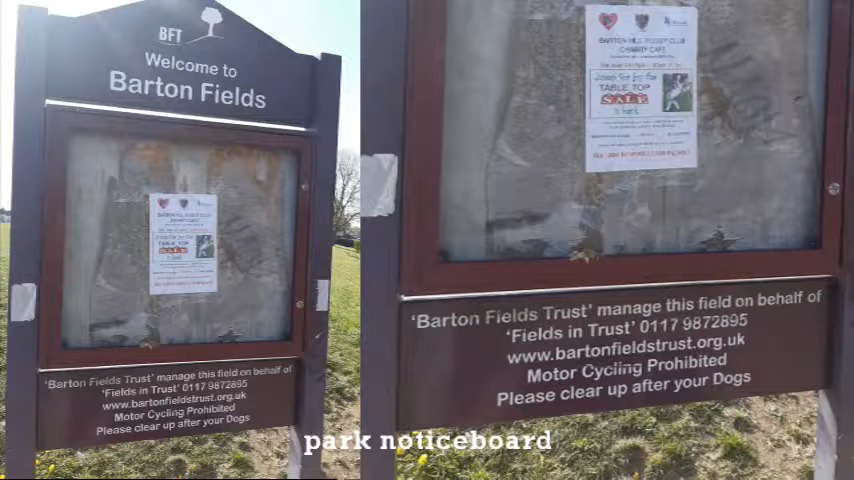 BFT
Welcome to
Barton Fields
'Barton Fields Trust' manage this field on behalf of
'Fields in Trust' 0117 9872895
www.bartonfieldstrust.org.uk
Motor Cycling Prohibited
Please clear up after your Dogs
BARTON HILL RUGBY CLUB
CHARITY CAFE
TABLE TOP
SALE
'Barton Fields Trust' manage this field on behalf of
'Fields in Trust' 0117 9872895
www.bartonfieldstrust.org.uk
Motor Cycling Prohibited
Please clear up after your Dogs
park noticeboard